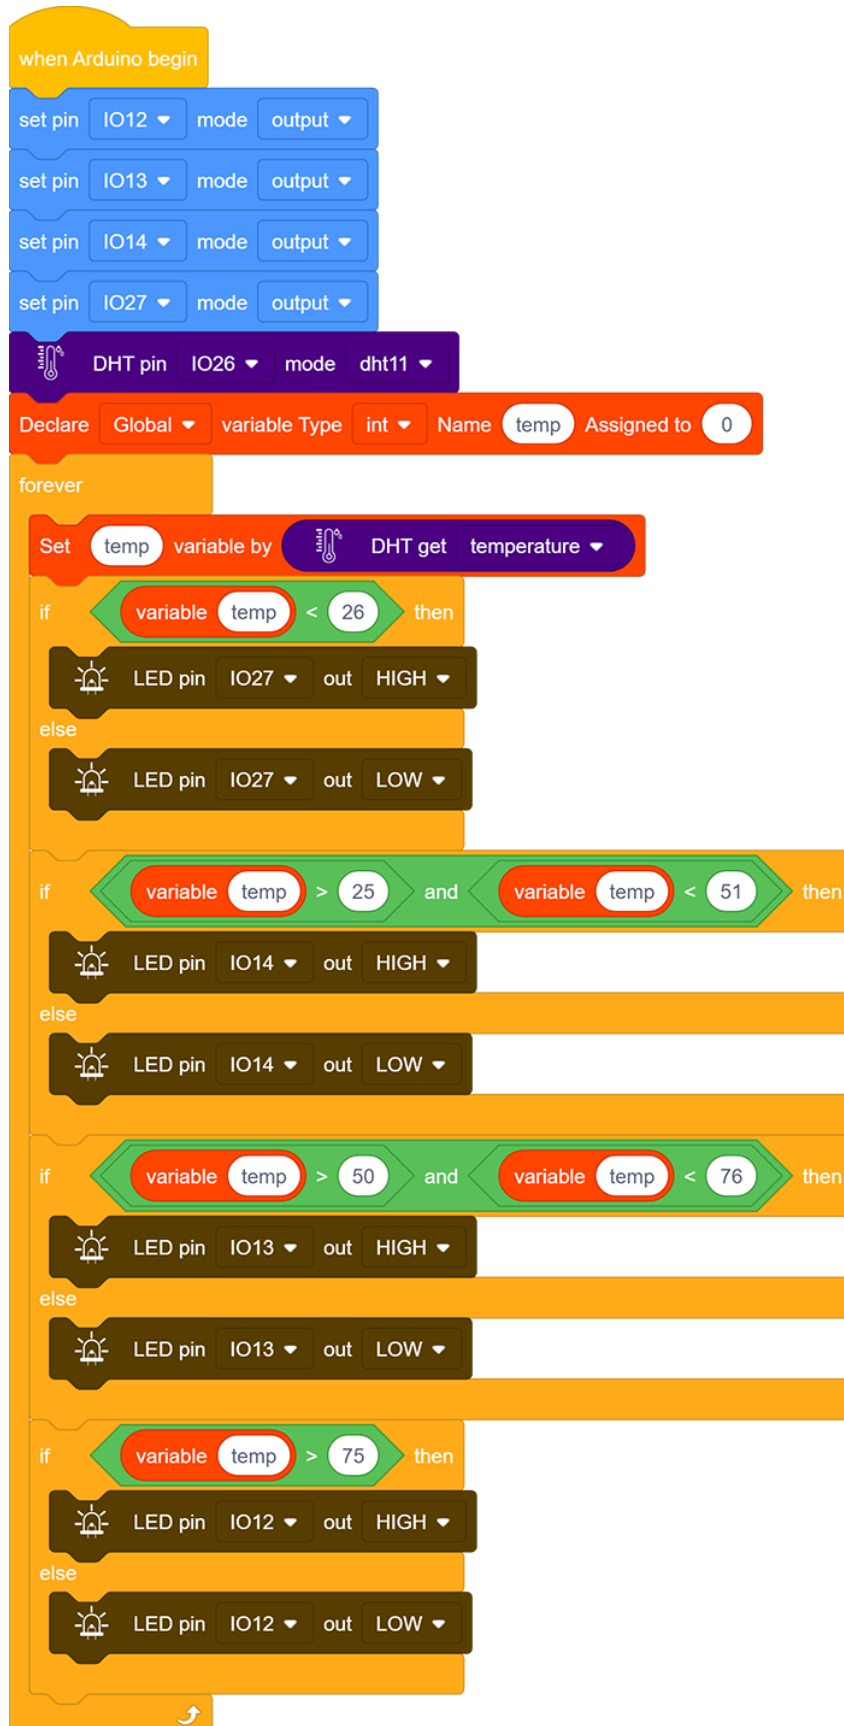 when Arduino begin
set pin IO12 mode output
set pin IO13 mode output
set pin IO14 mode output
set pin IO27 mode output
DHT pin IO26 mode dht11
Declare Global variable Type int Name temp Assigned to 0
forever
Set temp variable by DHT get temperature
if variable temp < 26 then
LED pin IO27 out HIGH
else
LED pin IO27 out LOW
if variable temp > 25 and variable temp < 51 then
LED pin IO14 out HIGH
else
LED pin IO14 out LOW
if variable temp > 50 and variable temp < 76 then
LED pin IO13 out HIGH
else
LED pin IO13 out LOW
if variable temp > 75 then
LED pin IO12 out HIGH
else
LED pin IO12 out LOW